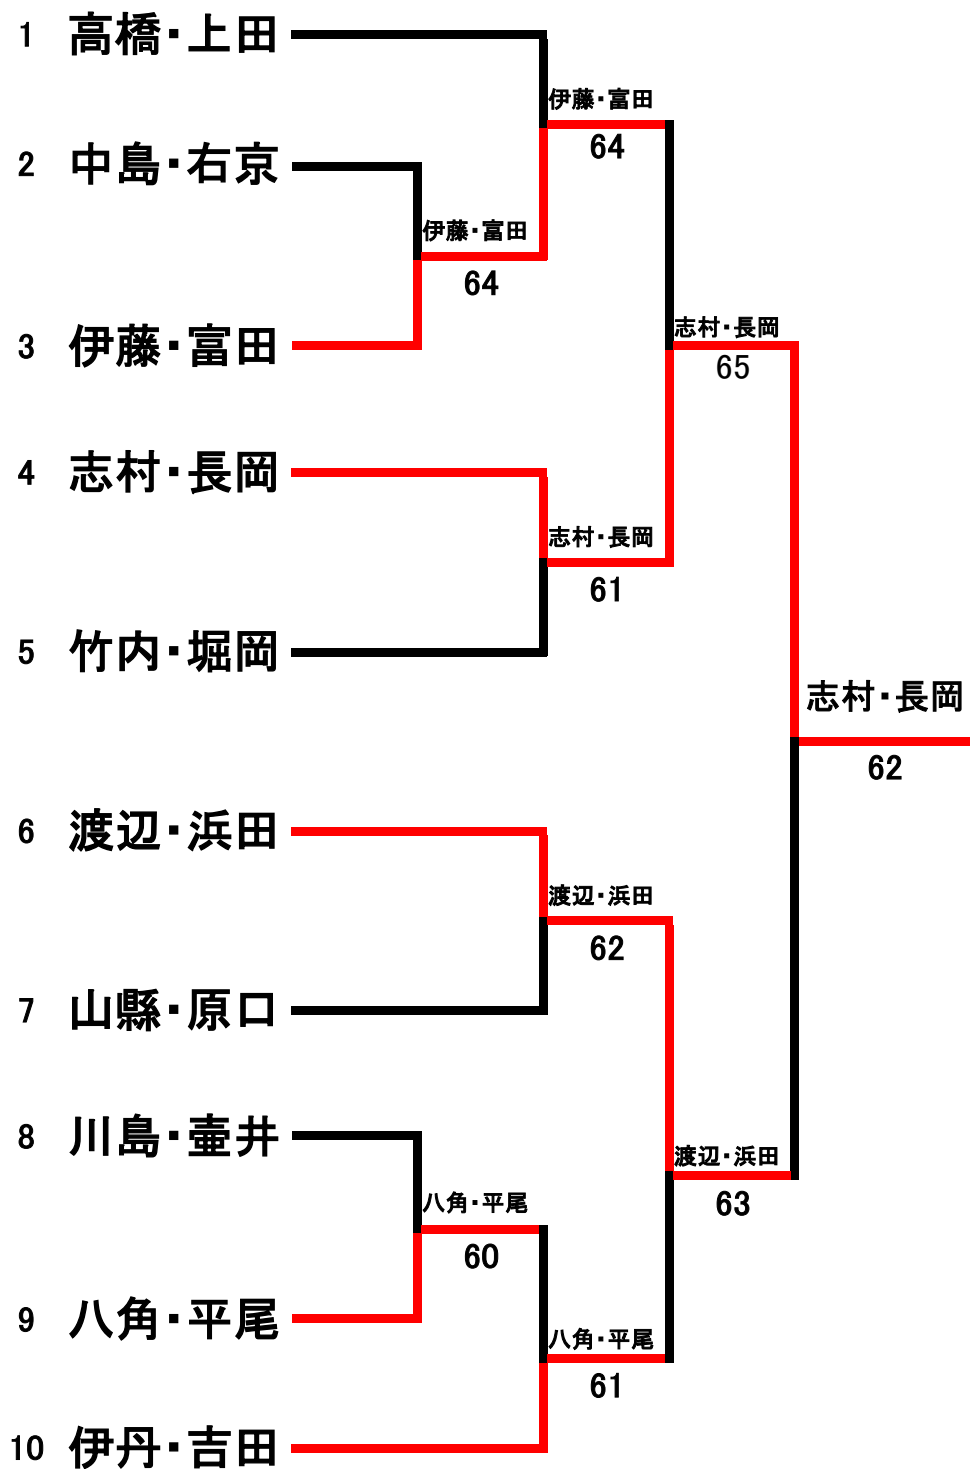 1 高橋・上田
伊藤・富田
64
2 中島・右京
伊藤・富田
64
3 伊藤・富田
志村・長岡
65
4 志村・長岡
志村・長岡
61
5 竹内・堀岡
志村・長岡
62
6 渡辺・浜田
渡辺・浜田
62
7 山縣・原口
8 川島・壷井
渡辺・浜田
63
八角・平尾
60
9 八角・平尾
八角・平尾
61
10 伊丹・吉田